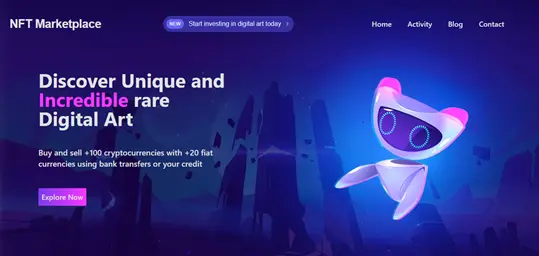 NFT Marketplace
NEW Start investing in digital art today ›
Home Activity Blog Contact
Discover Unique and
Incredible rare
Digital Art
Buy and sell +100 cryptocurrencies with +20 fiat
currencies using bank transfers or your credit
Explore Now